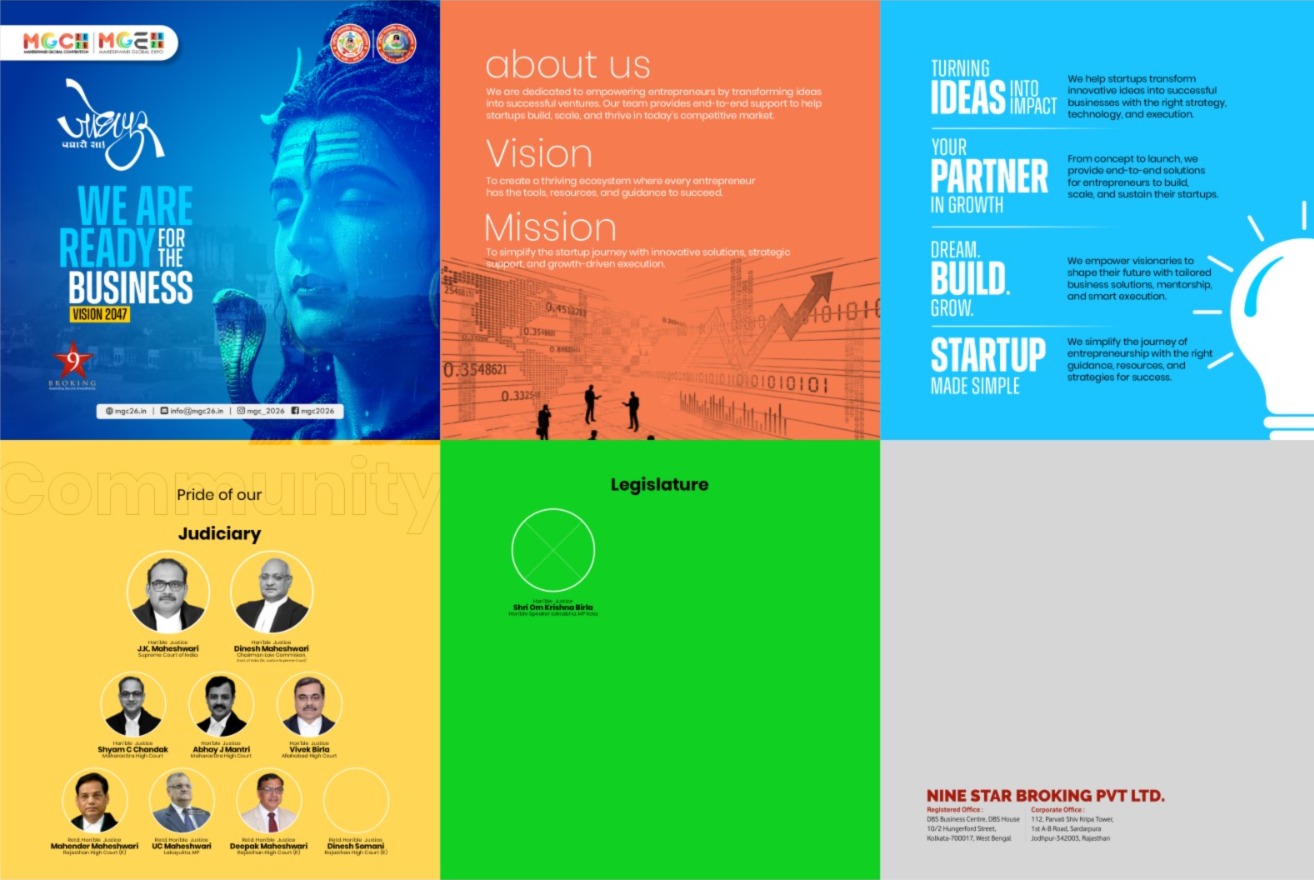 MGC
MAHESHWARI GLOBAL CONVENTION
MGE
MAHESHWARI GLOBAL EXPO
जोधपुर
पधारो सा!
WE ARE
READY FOR THE
BUSINESS
VISION 2047
9
BROKING
mgc26.in | info@mgc26.in | mgc_2026 mgc2026
about us
We are dedicated to empowering entrepreneurs by transforming ideas
into successful ventures. Our team provides end-to-end support to help
startups build, scale, and thrive in today's competitive market.
Vision
To create a thriving ecosystem where every entrepreneur
has the tools, resources, and guidance to succeed.
Mission
To simplify the startup journey with innovative solutions, strategic
support, and growth-driven execution.
0.3548621
TURNING
IDEAS INTO IMPACT
We help startups transform
innovative ideas into successful
businesses with the right strategy,
technology, and execution.
YOUR
PARTNER
IN GROWTH
From concept to launch, we
provide end-to-end solutions
for entrepreneurs to build,
scale, and sustain their startups.
DREAM.
BUILD.
GROW.
We empower visionaries to
shape their future with tailored
business solutions, mentorship,
and smart execution.
STARTUP
MADE SIMPLE
We simplify the journey of
entrepreneurship with the right
guidance, resources, and
strategies for success.
Community
Pride of our
Judiciary
Hon'ble Justice
J.K. Maheshwari
Supreme Court of India
Hon'ble Justice
Dinesh Maheshwari
Chairman Law Commision,
Hon'ble Justice
Shyam C Chandak
Maharastra High Court
Hon'ble Justice
Abhay J Mantri
Maharastra High Court
Hon'ble Justice
Vivek Birla
Allahabad High Court
Retd. Hon'ble Justice
Mahender Maheshwari
Rajasthan High Court (R)
Retd. Hon'ble Justice
UC Maheshwari
Lokayukta, MP
Retd. Hon'ble Justice
Deepak Maheshwari
Rajasthan High Court (R)
Retd. Hon'ble Justice
Dinesh Somani
Rajasthan High Court (R)
Legislature
Hon'ble Justice
Shri Om Krishna Birla
Hon'ble Speaker Loksabha, MP Kota
NINE STAR BROKING PVT LTD.
Registered Office :
DBS Business Centre, DBS House
10/2 Hungerford Street,
Kolkata-700017, West Bengal
Corporate Office :
112, Parvati Shiv Kripa Tower,
1st A-B Road, Sardarpura
Jodhpur-342003, Rajasthan